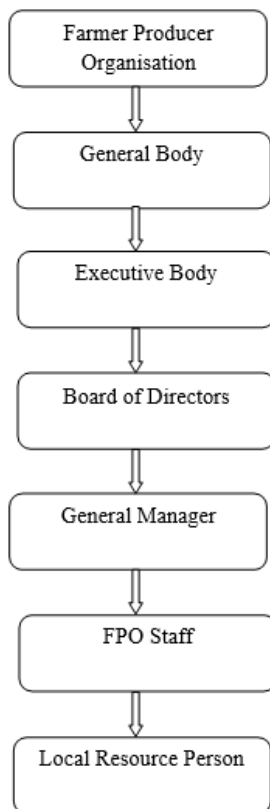 Farmer Producer
Organisation
General Body
Executive Body
Board of Directors
General Manager
FPO Staff
Local Resource Person